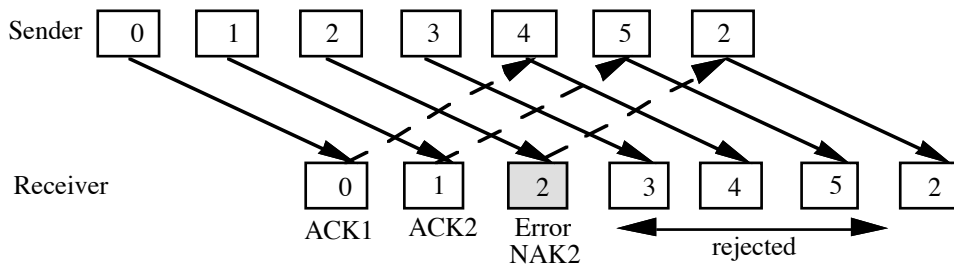 Sender 0 1 2 3 4 5 2
Receiver 0 1 2 3 4 5 2
ACK1 ACK2 Error
NAK2 rejected